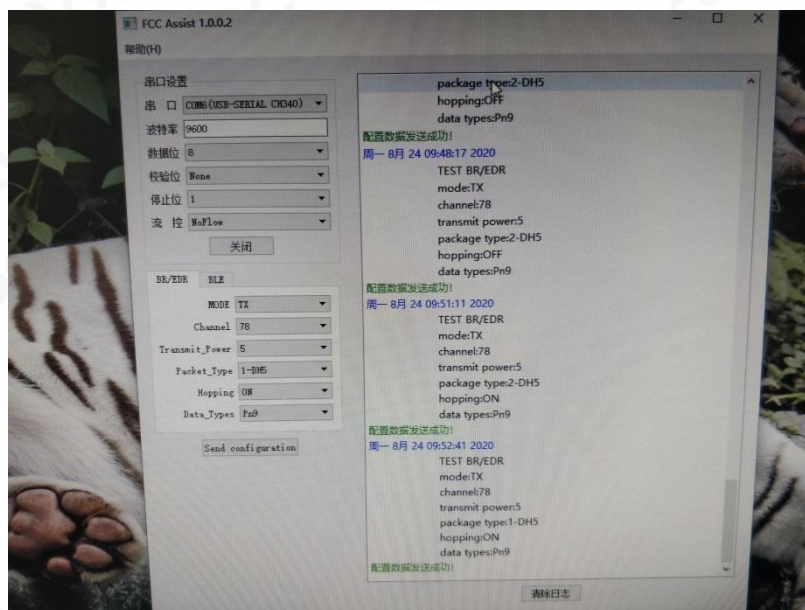 FCC Assist 1.0.0.2
帮助(H)
串口设置
串 口 COM6(USB-SERIAL CH340)
波特率 9600
数据位 8
校验位 None
停止位 1
流 控 NoFlow
关闭
BR/EDR BLE
MODE TX
Channel 78
Transmit_Power 5
Packet_Type 1-DH5
Hopping ON
Data_Types Pn9
Send configuration
package type:2-DH5
hopping:OFF
data types:Pn9
配置数据发送成功!
周一 8月 24 09:48:17 2020
TEST BR/EDR
mode:TX
channel:78
transmit power:5
package type:2-DH5
hopping:OFF
data types:Pn9
配置数据发送成功!
周一 8月 24 09:51:11 2020
TEST BR/EDR
mode:TX
channel:78
transmit power:5
package type:2-DH5
hopping:ON
data types:Pn9
配置数据发送成功!
周一 8月 24 09:52:41 2020
TEST BR/EDR
mode:TX
channel:78
transmit power:5
package type:1-DH5
hopping:ON
data types:Pn9
配置数据发送成功!
清除日志